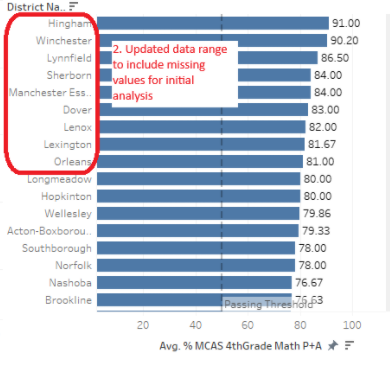 District Na..
Hingham 91.00
Winchester 90.20
2. Updated data range
to include missing
values for initial
analysis
Lynnfield 86.50
Sherborn 84.00
Manchester Ess.. 84.00
Dover 83.00
Lenox 82.00
Lexington 81.67
Orleans 81.00
Longmeadow 80.00
Hopkinton 80.00
Wellesley 79.86
Acton-Boxborou.. 79.33
Southborough 78.00
Norfolk 78.00
Nashoba 76.67
Brookline 75.63
Passing Threshold
20 40 60 80 100
Avg. % MCAS 4thGrade Math P+A